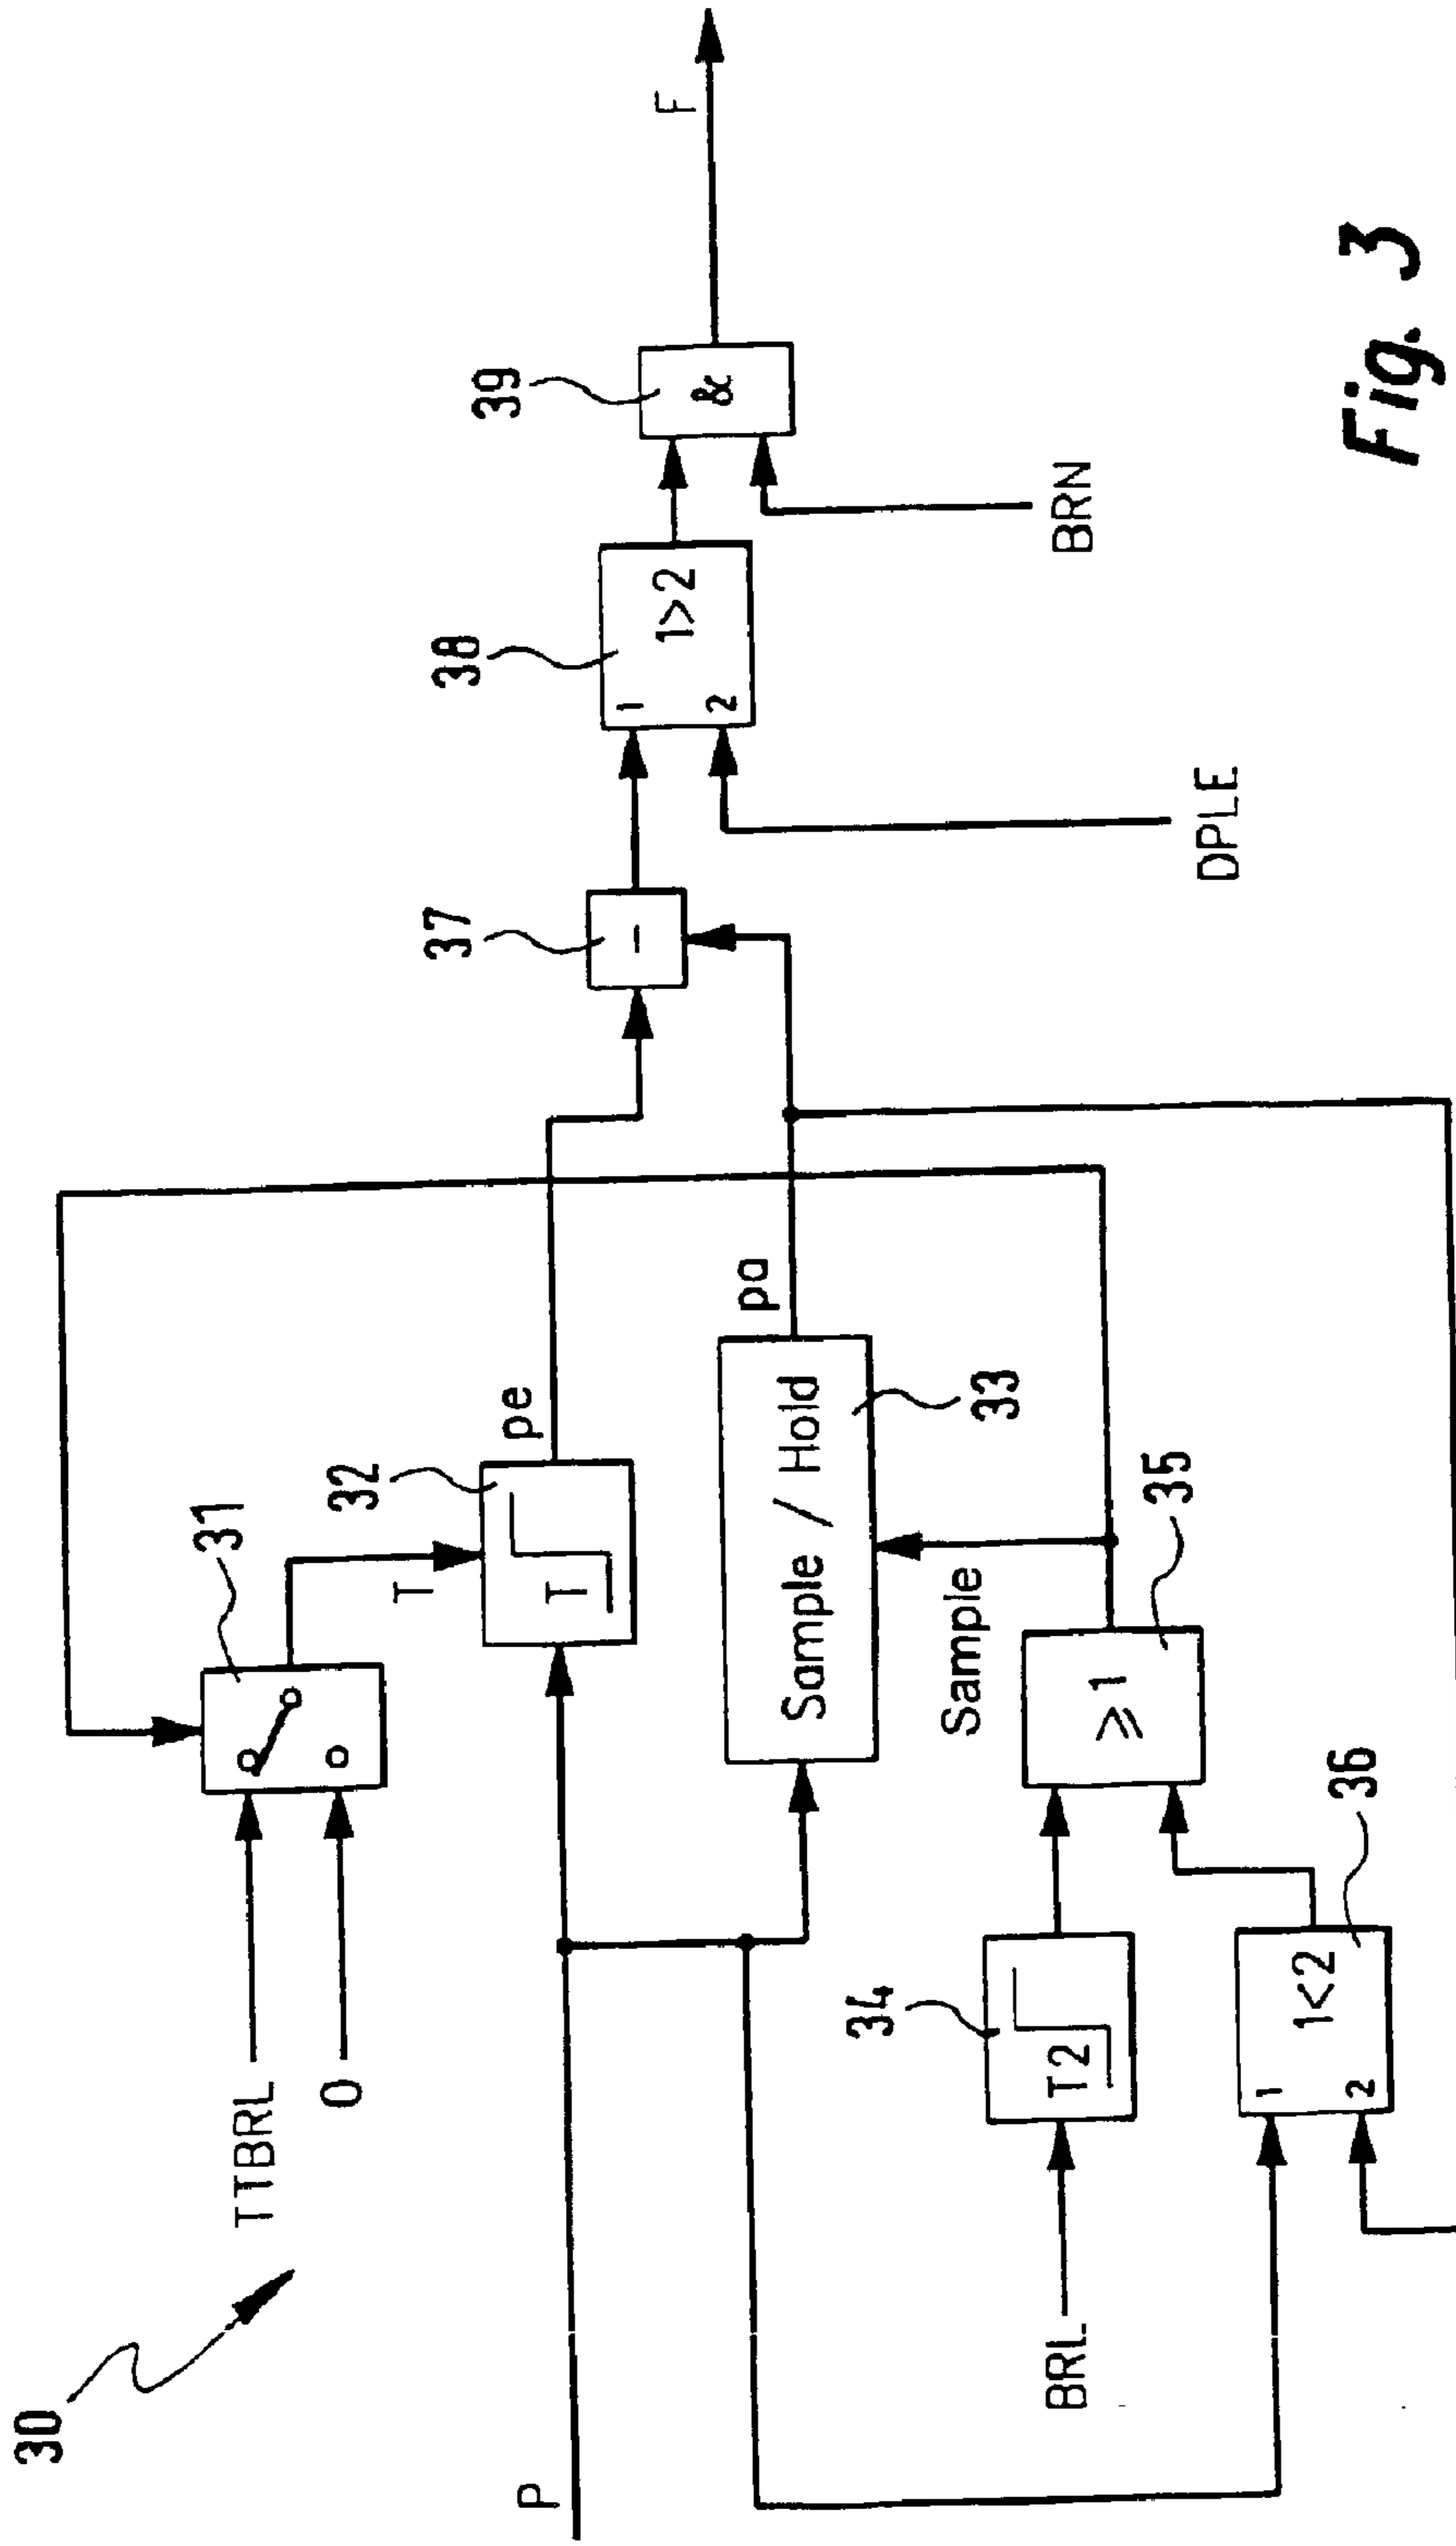 30
TTBRL
0
31
T
P
32
T
pe
Sample / Hold
33
pa
Sample
BRL
34
T2
≥1
35
1
2
1<2
36
37
-
38
1
2
1>2
DPLE
39
&
BRN
F
Fig. 3